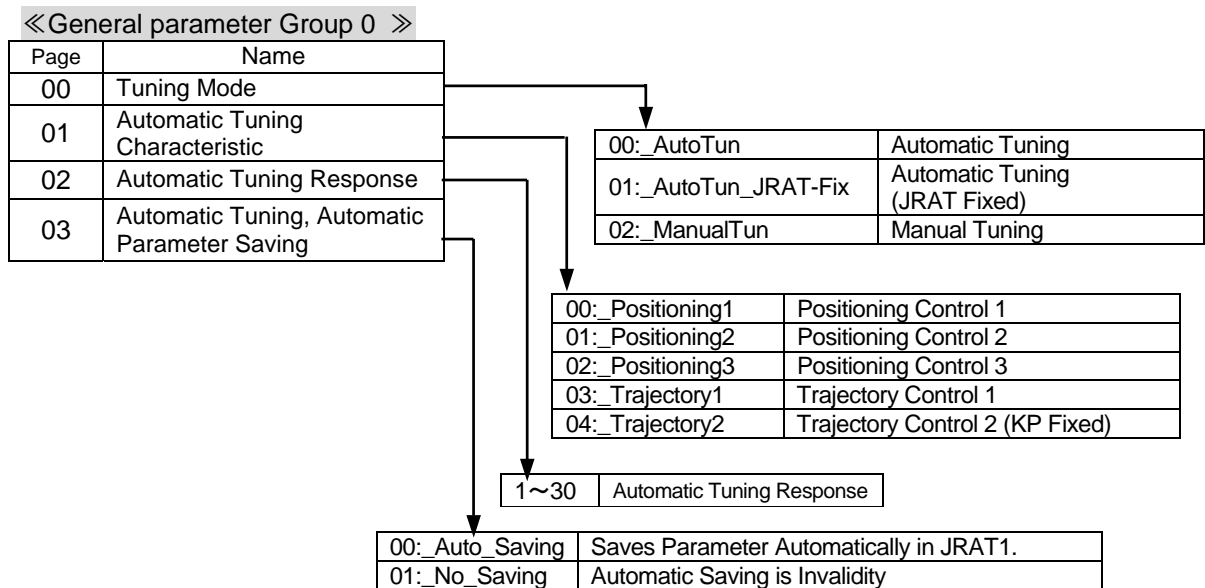 ≪General parameter Group 0 ≫
Page Name
00 Tuning Mode
01 Automatic Tuning
Characteristic
02 Automatic Tuning Response
03 Automatic Tuning, Automatic
Parameter Saving
00:_AutoTun Automatic Tuning
01:_AutoTun_JRAT-Fix Automatic Tuning
(JRAT Fixed)
02:_ManualTun Manual Tuning
00:_Positioning1 Positioning Control 1
01:_Positioning2 Positioning Control 2
02:_Positioning3 Positioning Control 3
03:_Trajectory1 Trajectory Control 1
04:_Trajectory2 Trajectory Control 2 (KP Fixed)
1～30 Automatic Tuning Response
00:_Auto_Saving Saves Parameter Automatically in JRAT1.
01:_No_Saving Automatic Saving is Invalidity